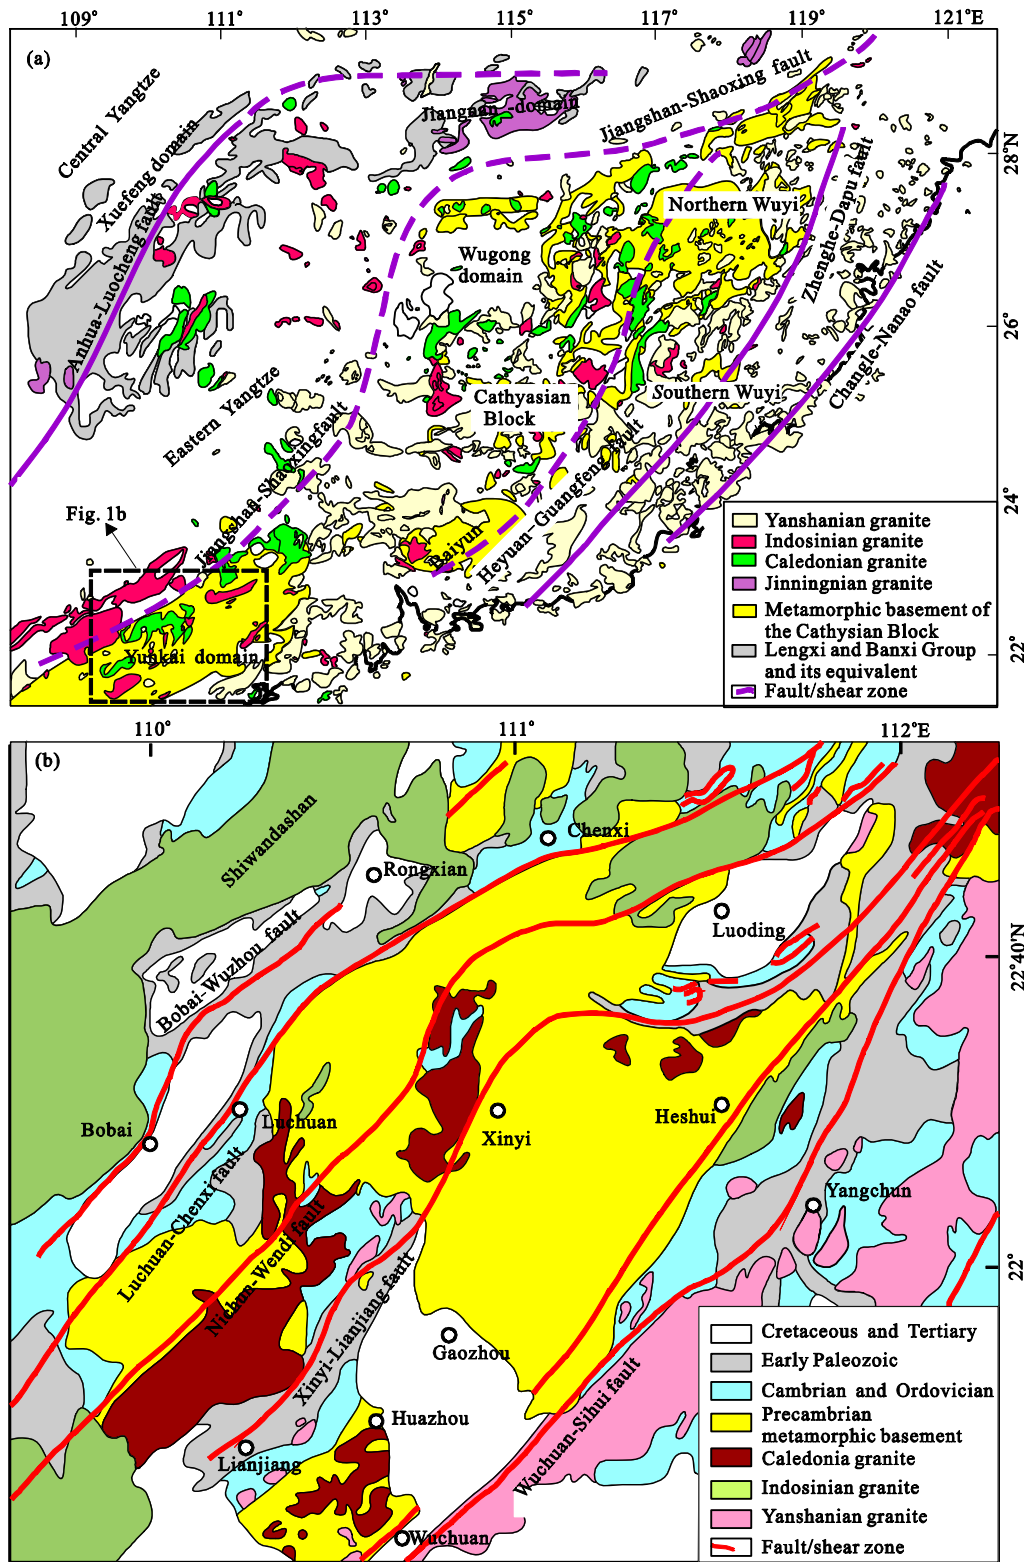 109° 111° 113° 115° 117° 119° 121°E
(a)
Central Yangtze
Xuefeng domain
Anhua-Luocheng fault
Jiangnan -domain
Jiangshan-Shaoxing fault
28°N
Northern Wuyi
Wugong
domain
Zhenghe-Dapu fault
Changle-Nanao fault
26°
Eastern Yangtze
Cathyasian
Block
Southern Wuyi
Jiangshan-Shaoxingfault
Heyuan-Guangfeng fault
24°
Fig. 1b
Baiyun
Yunkai domain
22°
Yanshanian granite
Indosinian granite
Caledonian granite
Jinningnian granite
Metamorphic basement of
the Cathysian Block
Lengxi and Banxi Group
and its equivalent
Fault/shear zone
110° 111° 112°E
(b)
Shiwandashan
Chenxi
Rongxian
Luoding
Bobai-Wuzhou fault
22°40'N
Luchuan
Bobai
Xinyi
Heshui
Luchuan-Chenxi fault
Yangchun
Nichun-Wendi fault
22°
Xinyi-Lianjiang fault
Gaozhou
Huazhou
Wuchuan-Sihui fault
Lianjiang
Wuchuan
Cretaceous and Tertiary
Early Paleozoic
Cambrian and Ordovician
Precambrian
metamorphic basement
Caledonia granite
Indosinian granite
Yanshanian granite
Fault/shear zone